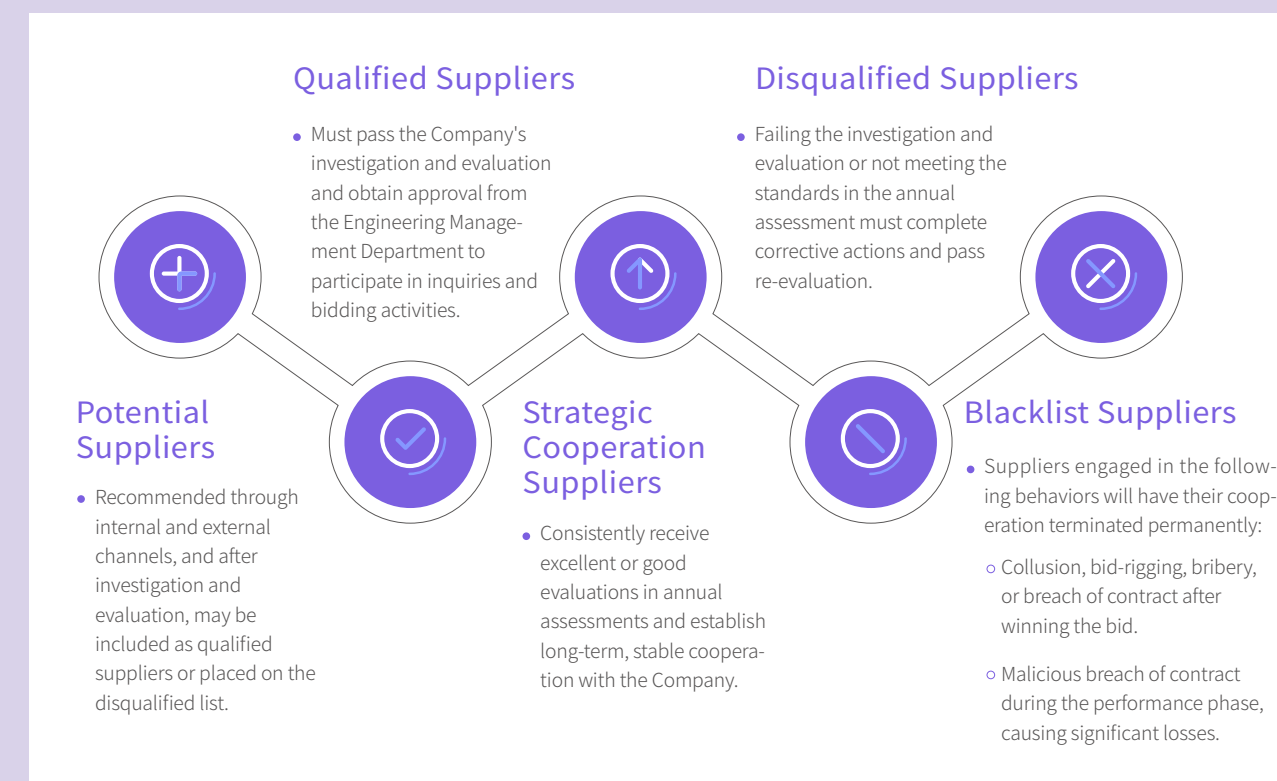 Qualified Suppliers
Must pass the Company's
investigation and evaluation
and obtain approval from
the Engineering Manage-
ment Department to
participate in inquiries and
bidding activities.
Disqualified Suppliers
Failing the investigation and
evaluation or not meeting the
standards in the annual
assessment must complete
corrective actions and pass
re-evaluation.
Potential
Suppliers
Recommended through
internal and external
channels, and after
investigation and
evaluation, may be
included as qualified
suppliers or placed on the
disqualified list.
Strategic
Cooperation
Suppliers
Consistently receive
excellent or good
evaluations in annual
assessments and establish
long-term, stable coopera-
tion with the Company.
Blacklist Suppliers
Suppliers engaged in the follow-
ing behaviors will have their coop-
eration terminated permanently:
Collusion, bid-rigging, bribery,
or breach of contract after
winning the bid.
Malicious breach of contract
during the performance phase,
causing significant losses.